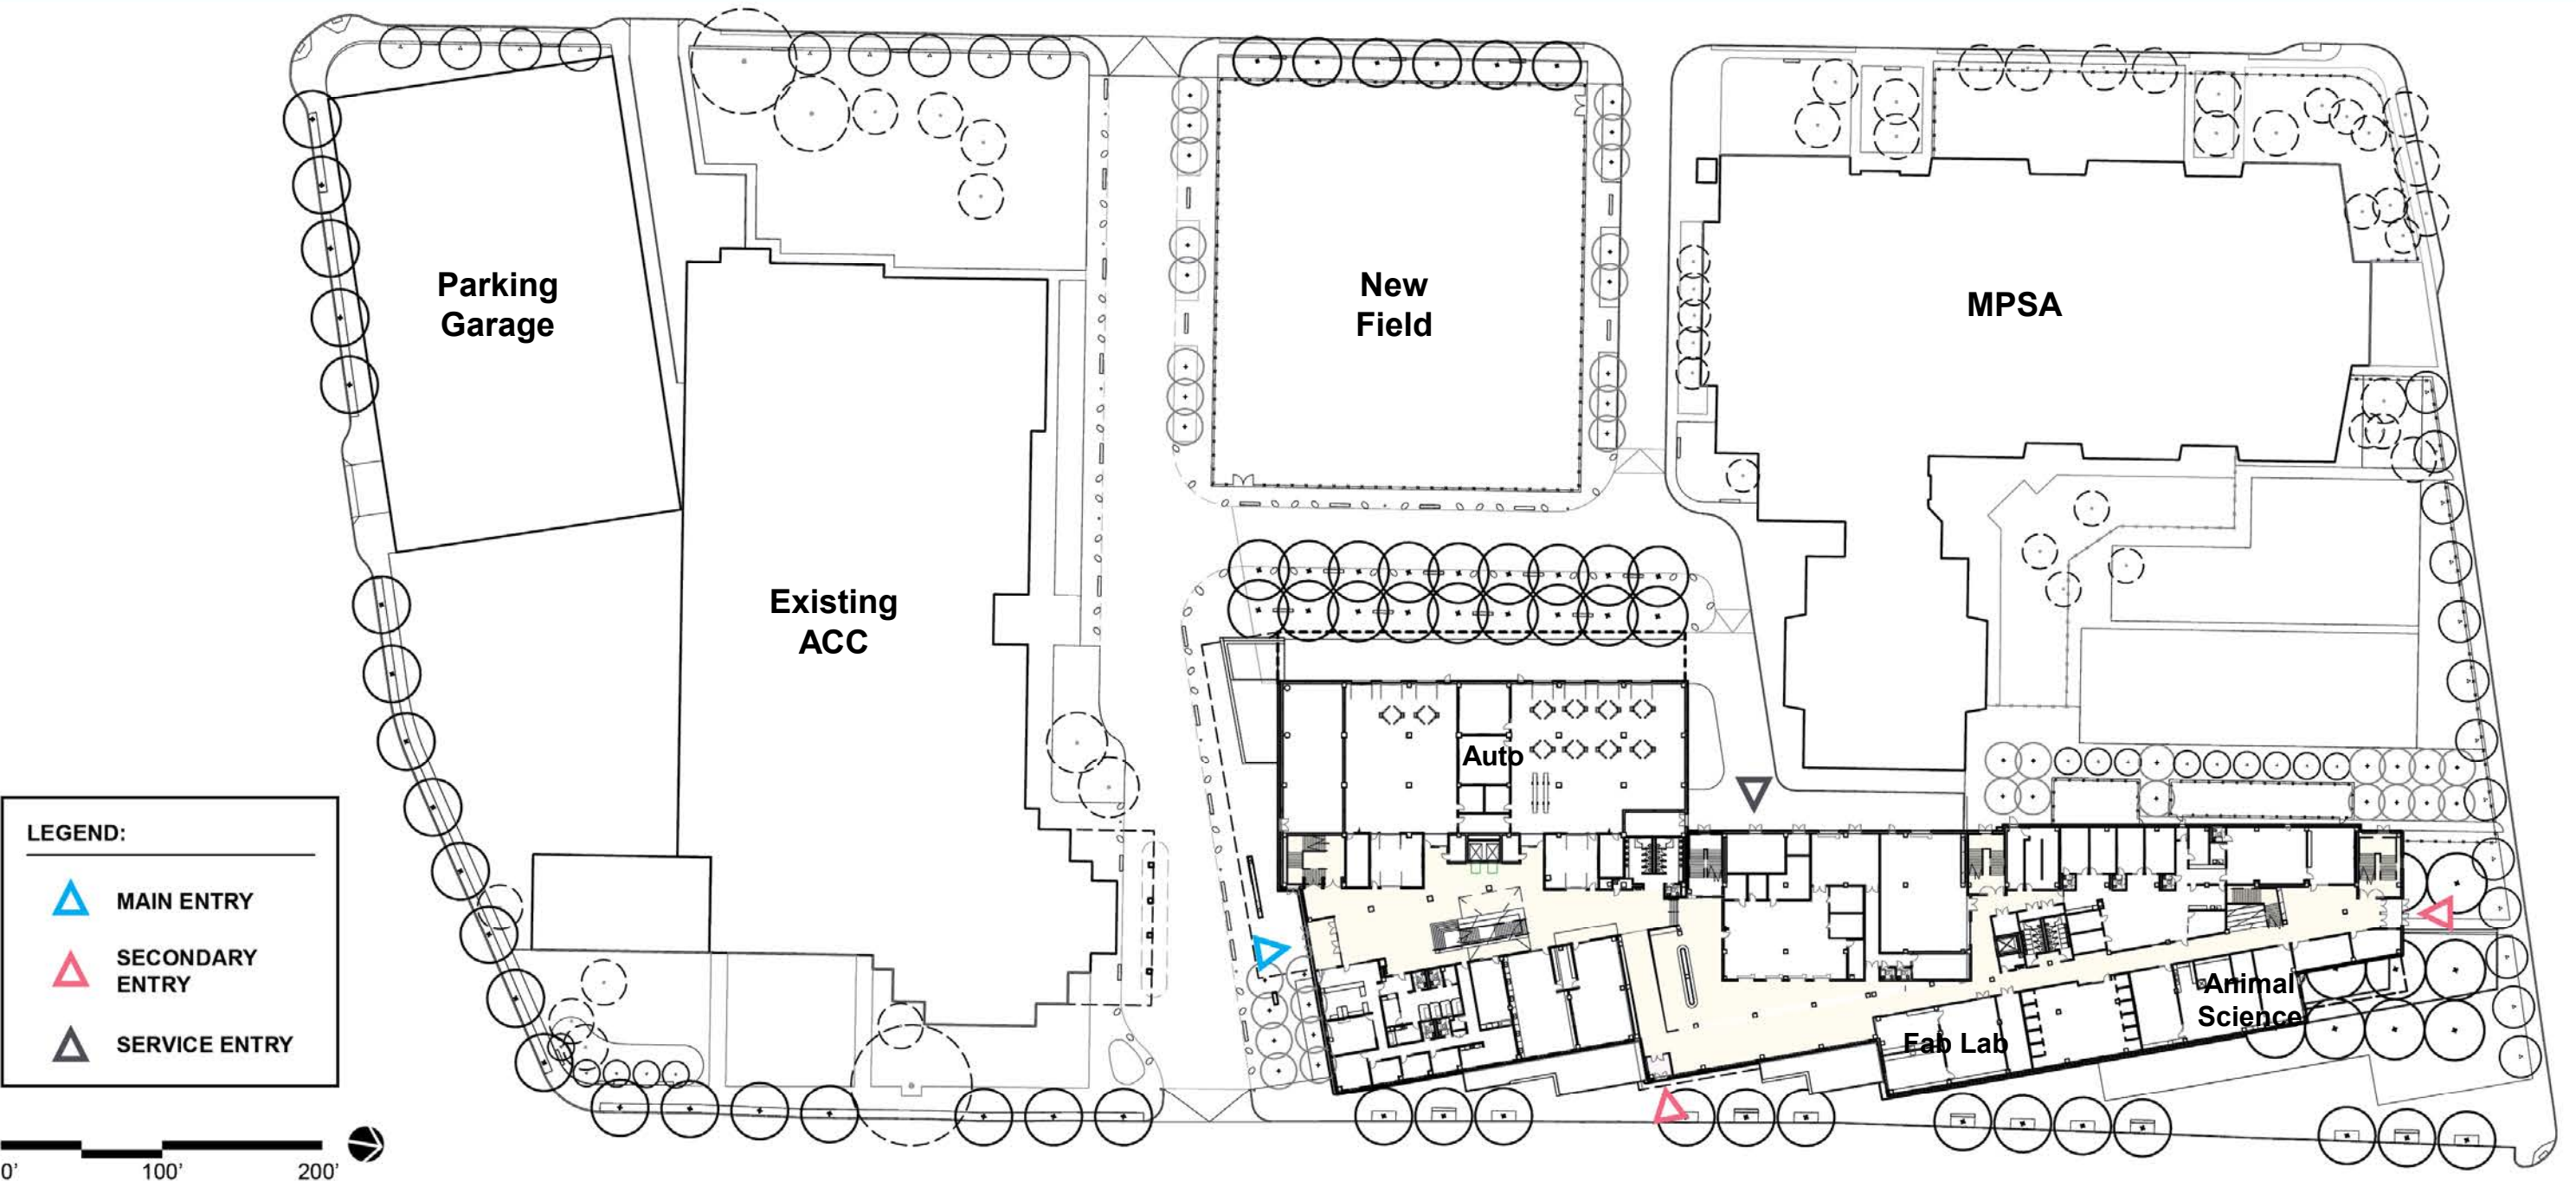 Parking
Garage
New
Field
MPSA
Existing
ACC
Auto
Animal
Science
Fab Lab
LEGEND:
MAIN ENTRY
SECONDARY
ENTRY
SERVICE ENTRY
0'
100'
200'